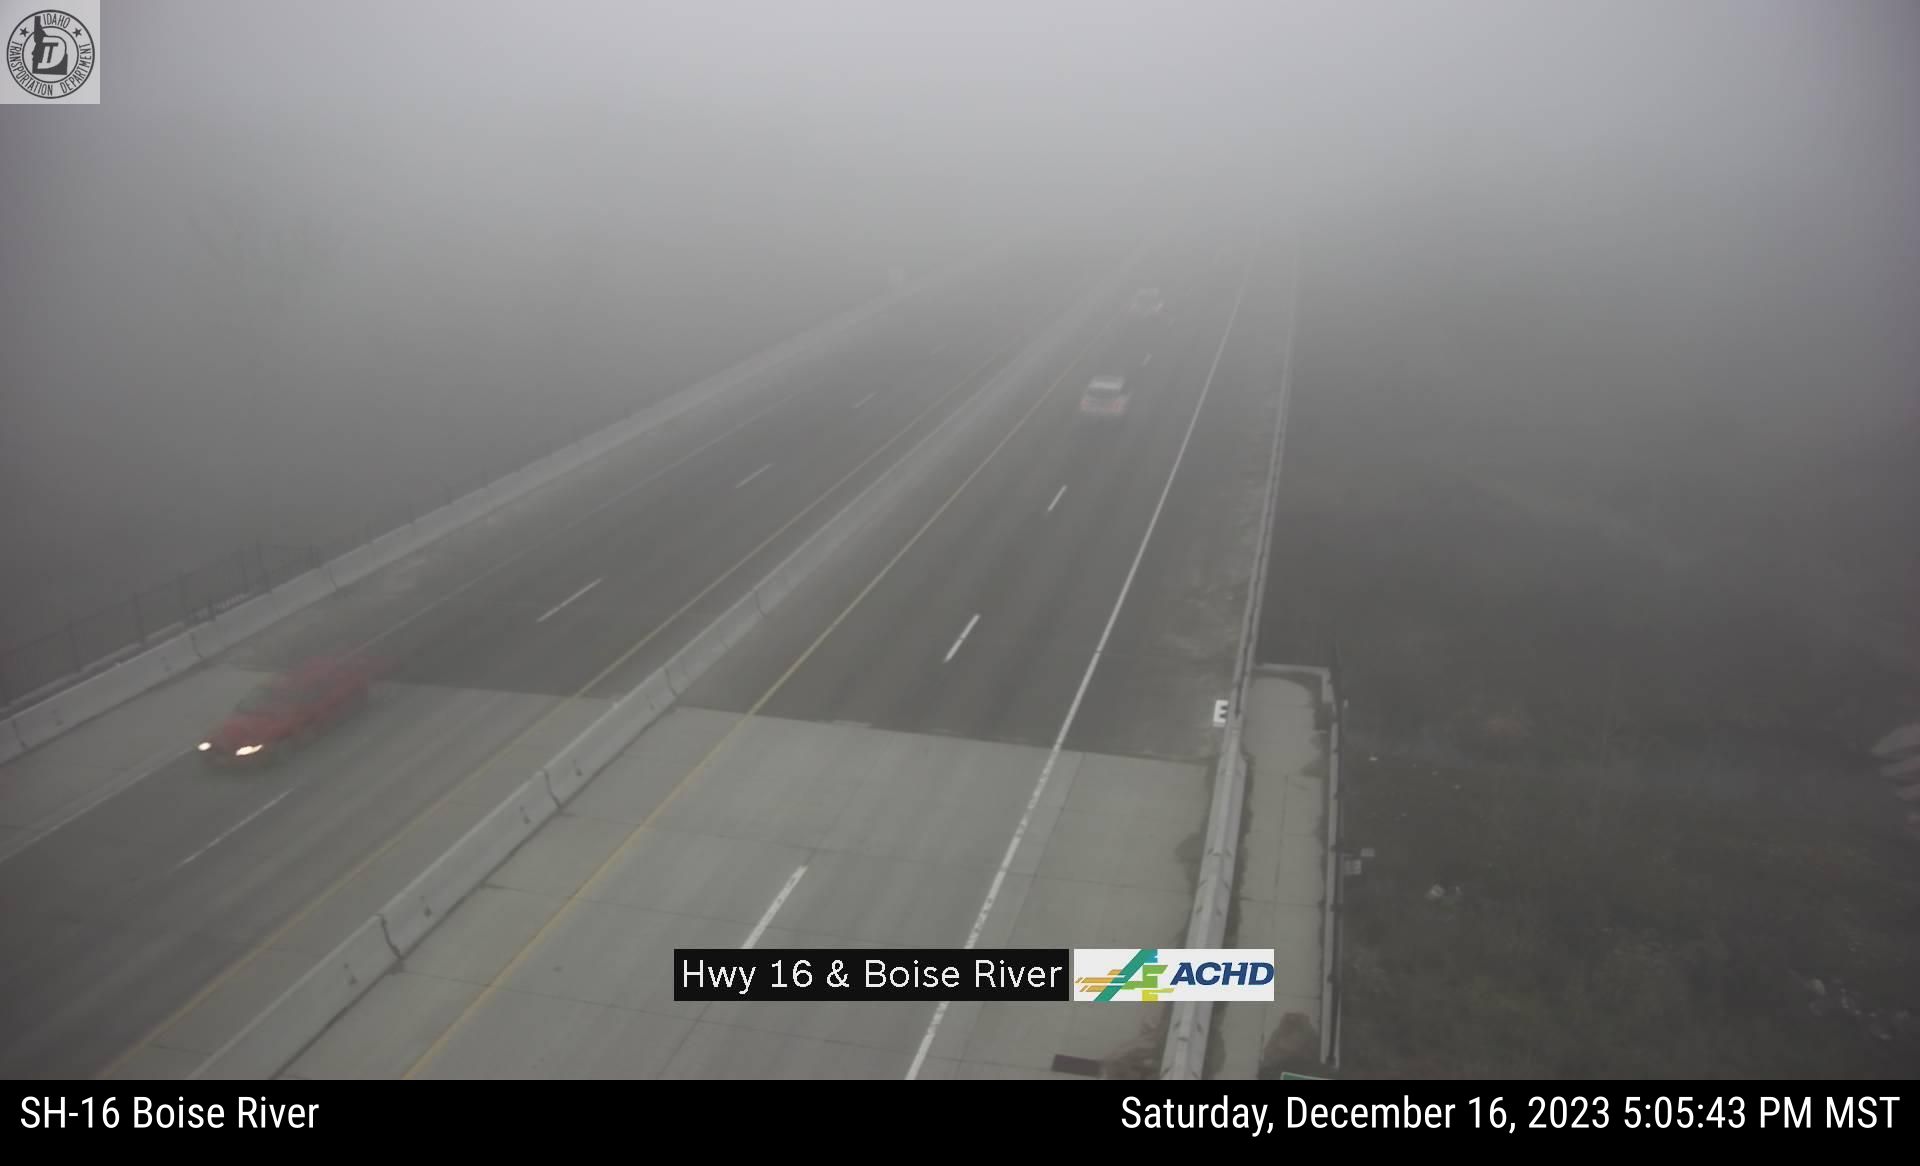 IDAHO
TRANSPORTATION DEPARTMENT
E
Hwy 16 & Boise River
ACHD
SH-16 Boise River
Saturday, December 16, 2023 5:05:43 PM MST